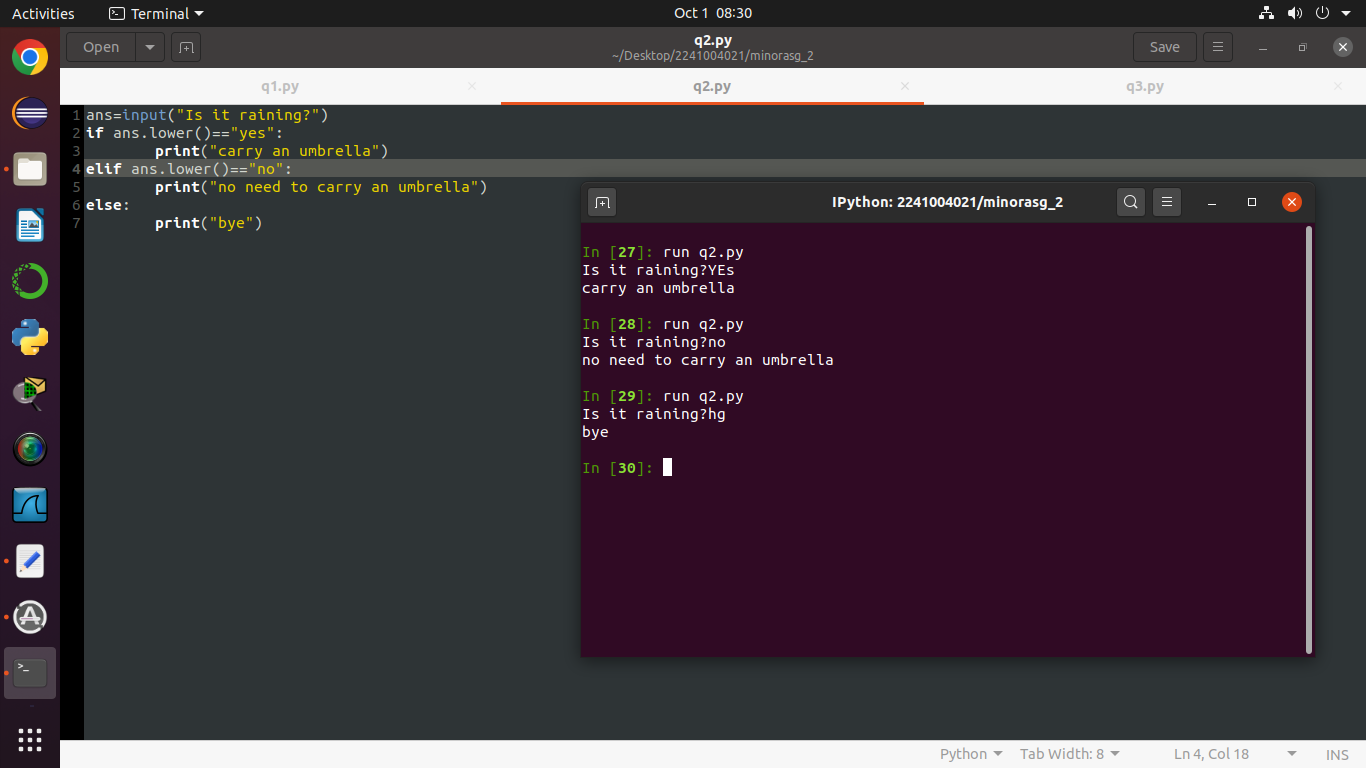 Activities
Terminal
Oct 1 08:30
Open
q2.py
~/Desktop/2241004021/minorasg_2
Save
q1.py
q2.py
q3.py
1 ans=input("Is it raining?")
2 if ans.lower()=="yes":
3 print("carry an umbrella")
4 elif ans.lower()=="no":
5 print("no need to carry an umbrella")
6 else:
7 print("bye")
IPython: 2241004021/minorasg_2
In [27]: run q2.py
Is it raining?YEs
carry an umbrella
In [28]: run q2.py
Is it raining?no
no need to carry an umbrella
In [29]: run q2.py
Is it raining?hg
bye
In [30]:
Python
Tab Width: 8
Ln 4, Col 18
INS